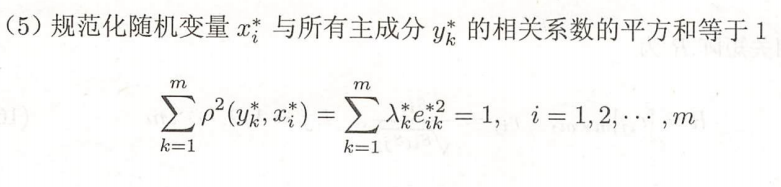 (5) 规范化随机变量 $x_i^*$ 与所有主成分 $y_k^*$ 的相关系数的平方和等于 1
$$\sum_{k=1}^{m} \rho^2(y_k^*, x_i^*) = \sum_{k=1}^{m} \lambda_k^* e_{ik}^{*2} = 1, \quad i = 1, 2, \cdots, m$$